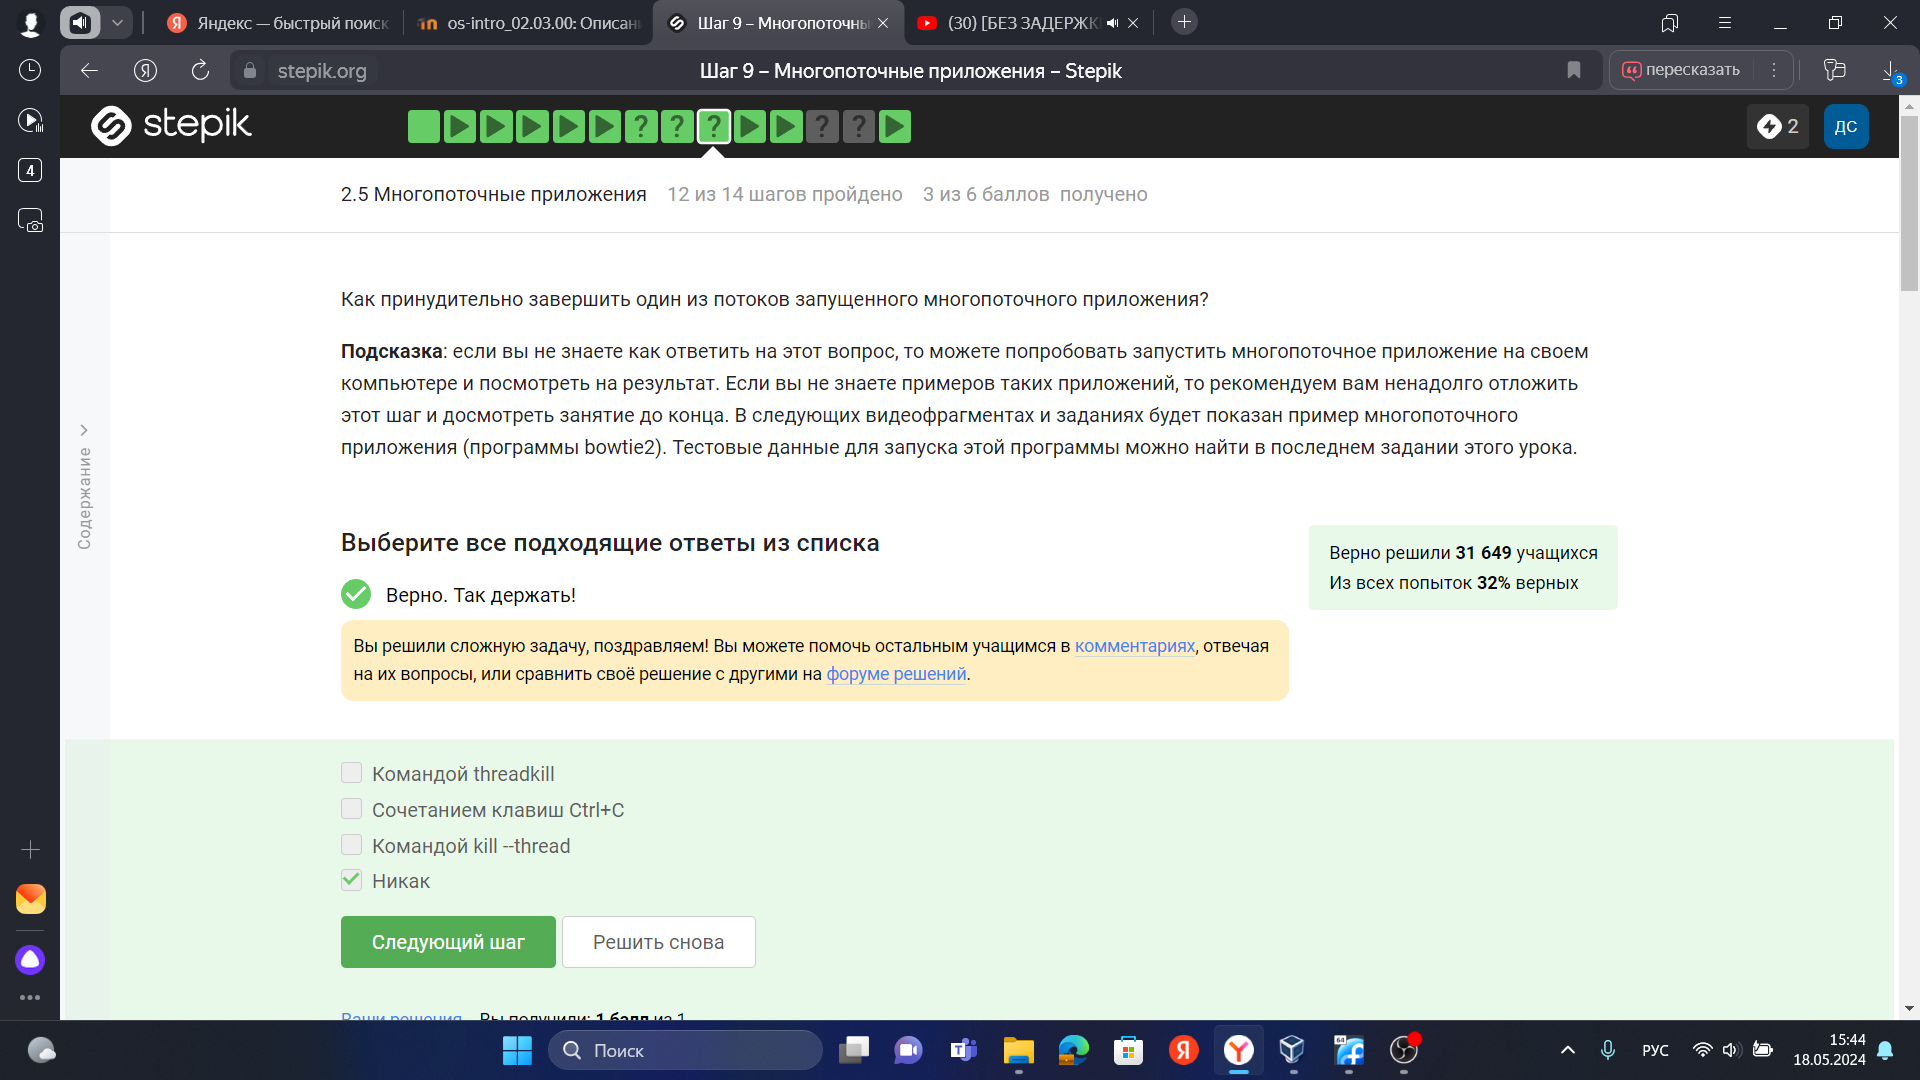 Яндекс — быстрый поиск
os-intro_02.03.00: Описан
Шаг 9 – Многопоточны
(30) [БЕЗ ЗАДЕРЖК
stepik.org
Шаг 9 – Многопоточные приложения – Stepik
пересказать
3
stepik
2
ДС
4
2.5 Многопоточные приложения 12 из 14 шагов пройдено 3 из 6 баллов получено
Как принудительно завершить один из потоков запущенного многопоточного приложения?
Подсказка: если вы не знаете как ответить на этот вопрос, то можете попробовать запустить многопоточное приложение на своем
компьютере и посмотреть на результат. Если вы не знаете примеров таких приложений, то рекомендуем вам ненадолго отложить
этот шаг и досмотреть занятие до конца. В следующих видеофрагментах и заданиях будет показан пример многопоточного
приложения (программы bowtie2). Тестовые данные для запуска этой программы можно найти в последнем задании этого урока.
Содержание
Выберите все подходящие ответы из списка
Верно решили 31 649 учащихся
Из всех попыток 32% верных
Верно. Так держать!
Вы решили сложную задачу, поздравляем! Вы можете помочь остальным учащимся в комментариях, отвечая
на их вопросы, или сравнить своё решение с другими на форуме решений.
Командой threadkill
Сочетанием клавиш Ctrl+C
Командой kill --thread
Никак
Следующий шаг
Решить снова
Ваши решения Вы получили: 1 балл из 1
Поиск
64
РУС
15:44
18.05.2024